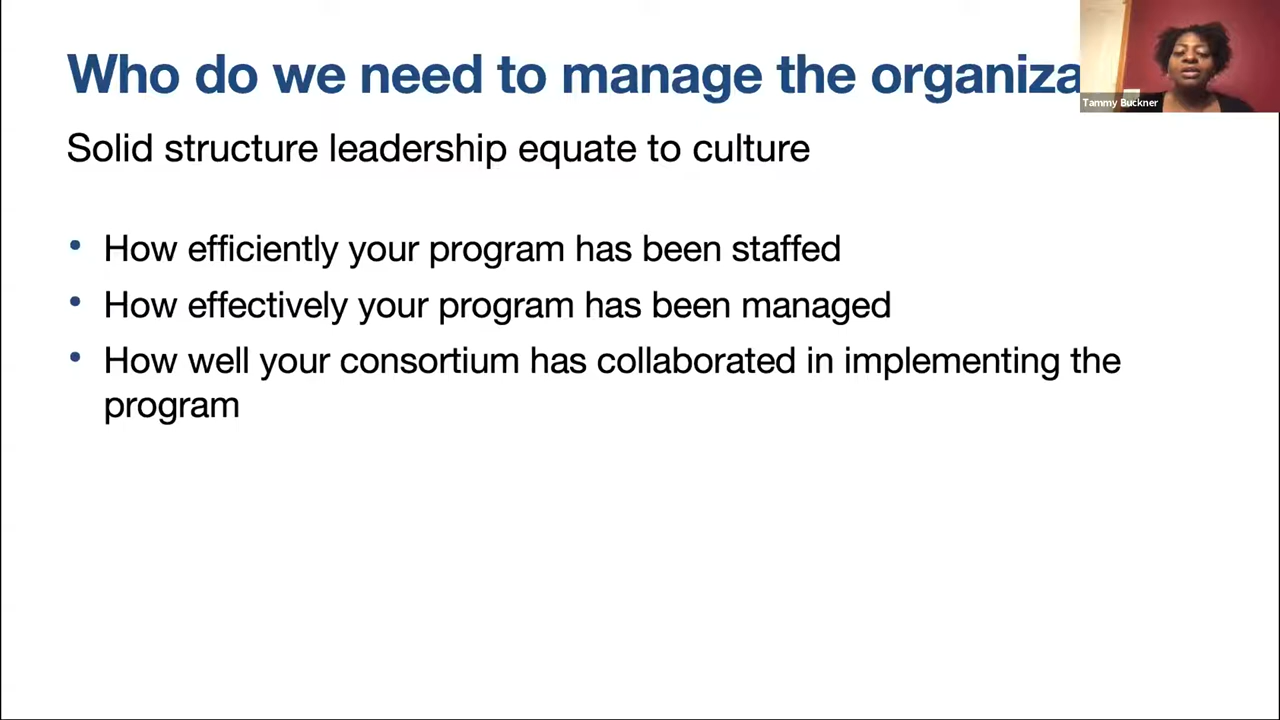 Who do we need to manage the organiza
Tammy Buckner
Solid structure leadership equate to culture
• How efficiently your program has been staffed
• How effectively your program has been managed
• How well your consortium has collaborated in implementing the
program